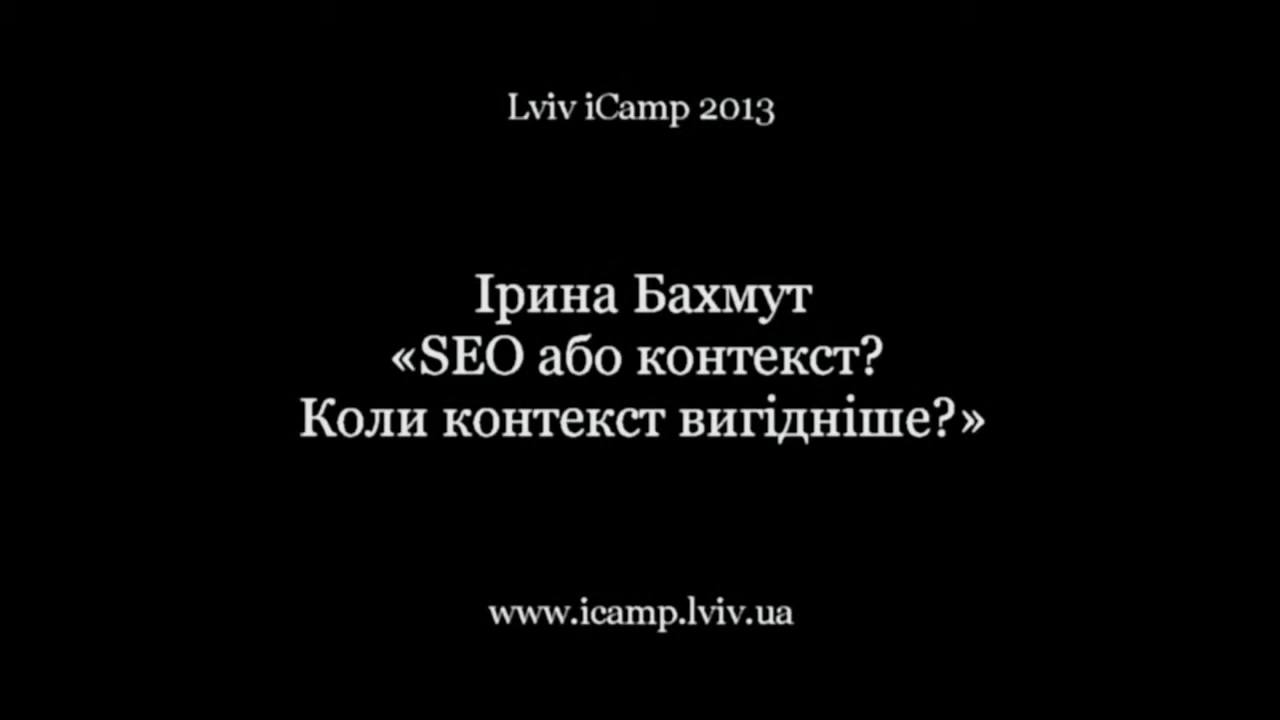 Lviv iCamp 2013
Ірина Бахмут
«SEO або контекст?
Коли контекст вигідніше?»
www.icamp.lviv.ua